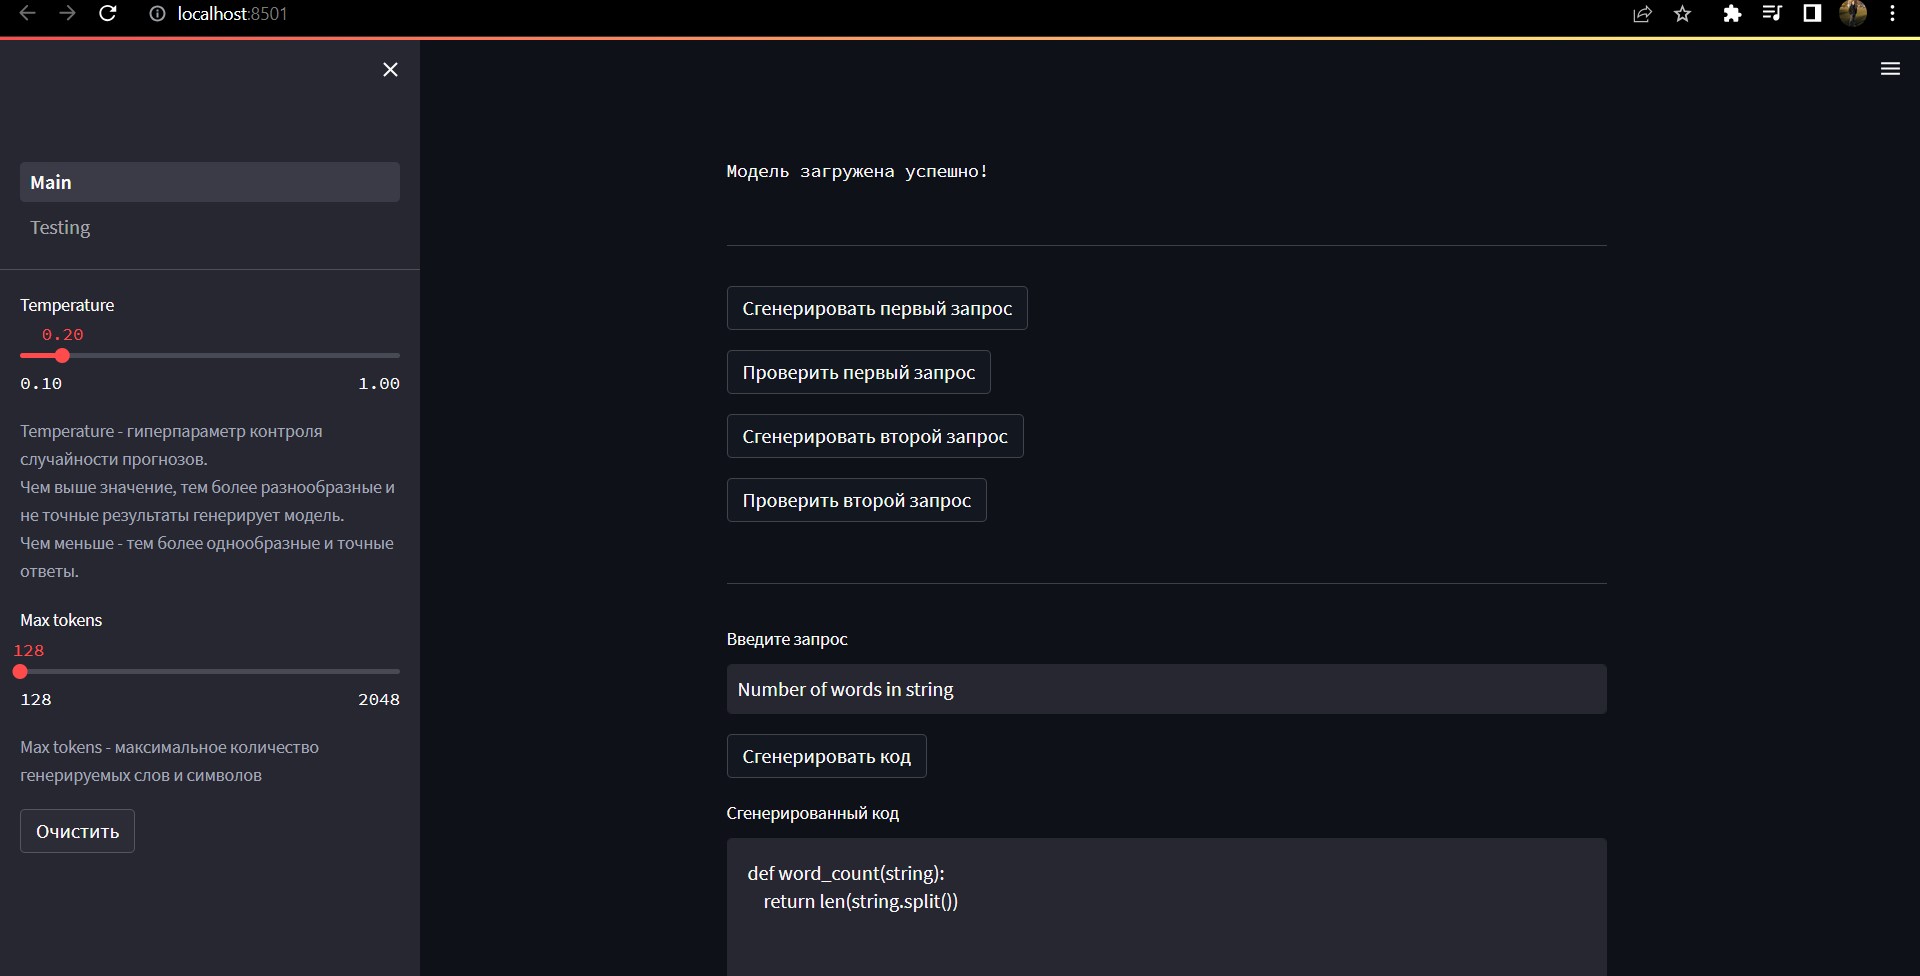 localhost:8501
Main
Testing
Temperature
0.20
0.10 1.00
Temperature - гиперпараметр контроля
случайности прогнозов.
Чем выше значение, тем более разнообразные и
не точные результаты генерирует модель.
Чем меньше - тем более однообразные и точные
ответы.
Max tokens
128
128 2048
Max tokens - максимальное количество
генерируемых слов и символов
Очистить
Модель загружена успешно!
Сгенерировать первый запрос
Проверить первый запрос
Сгенерировать второй запрос
Проверить второй запрос
Введите запрос
Number of words in string
Сгенерировать код
Сгенерированный код
def word_count(string):
    return len(string.split())